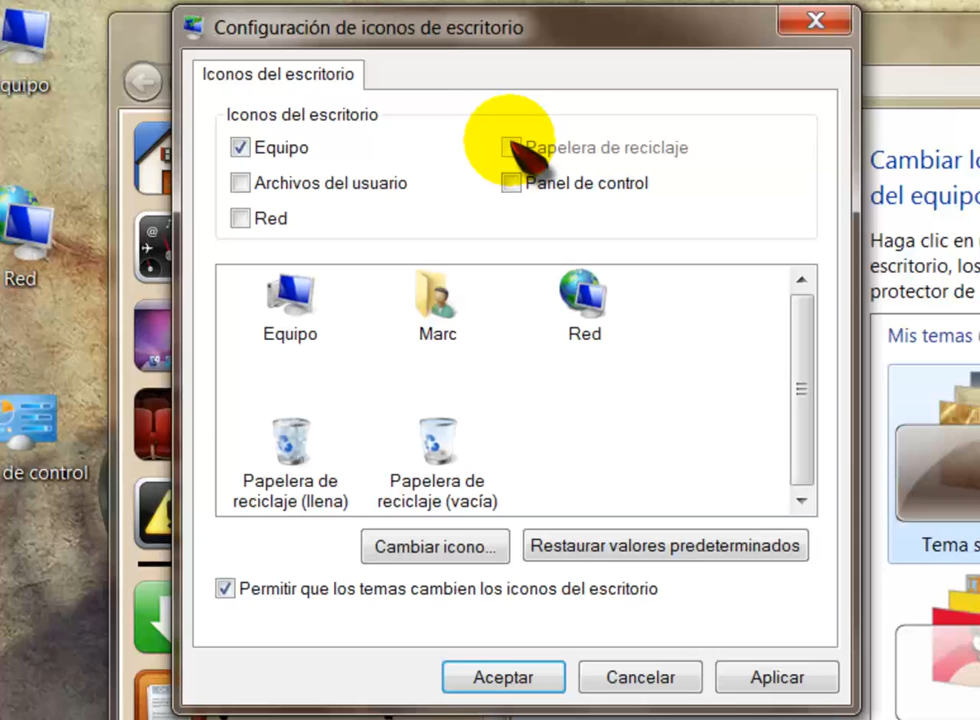 Configuración de iconos de escritorio
Iconos del escritorio
Iconos del escritorio
Equipo
Papelera de reciclaje
Archivos del usuario
Panel de control
Red
Equipo
Marc
Red
Papelera de
reciclaje (llena)
Papelera de
reciclaje (vacía)
Cambiar icono...
Restaurar valores predeterminados
Permitir que los temas cambien los iconos del escritorio
Aceptar
Cancelar
Aplicar
quipo
Red
de control
Cambiar lo
del equipo
Haga clic en
escritorio, los
protector de
Mis temas (
Tema s